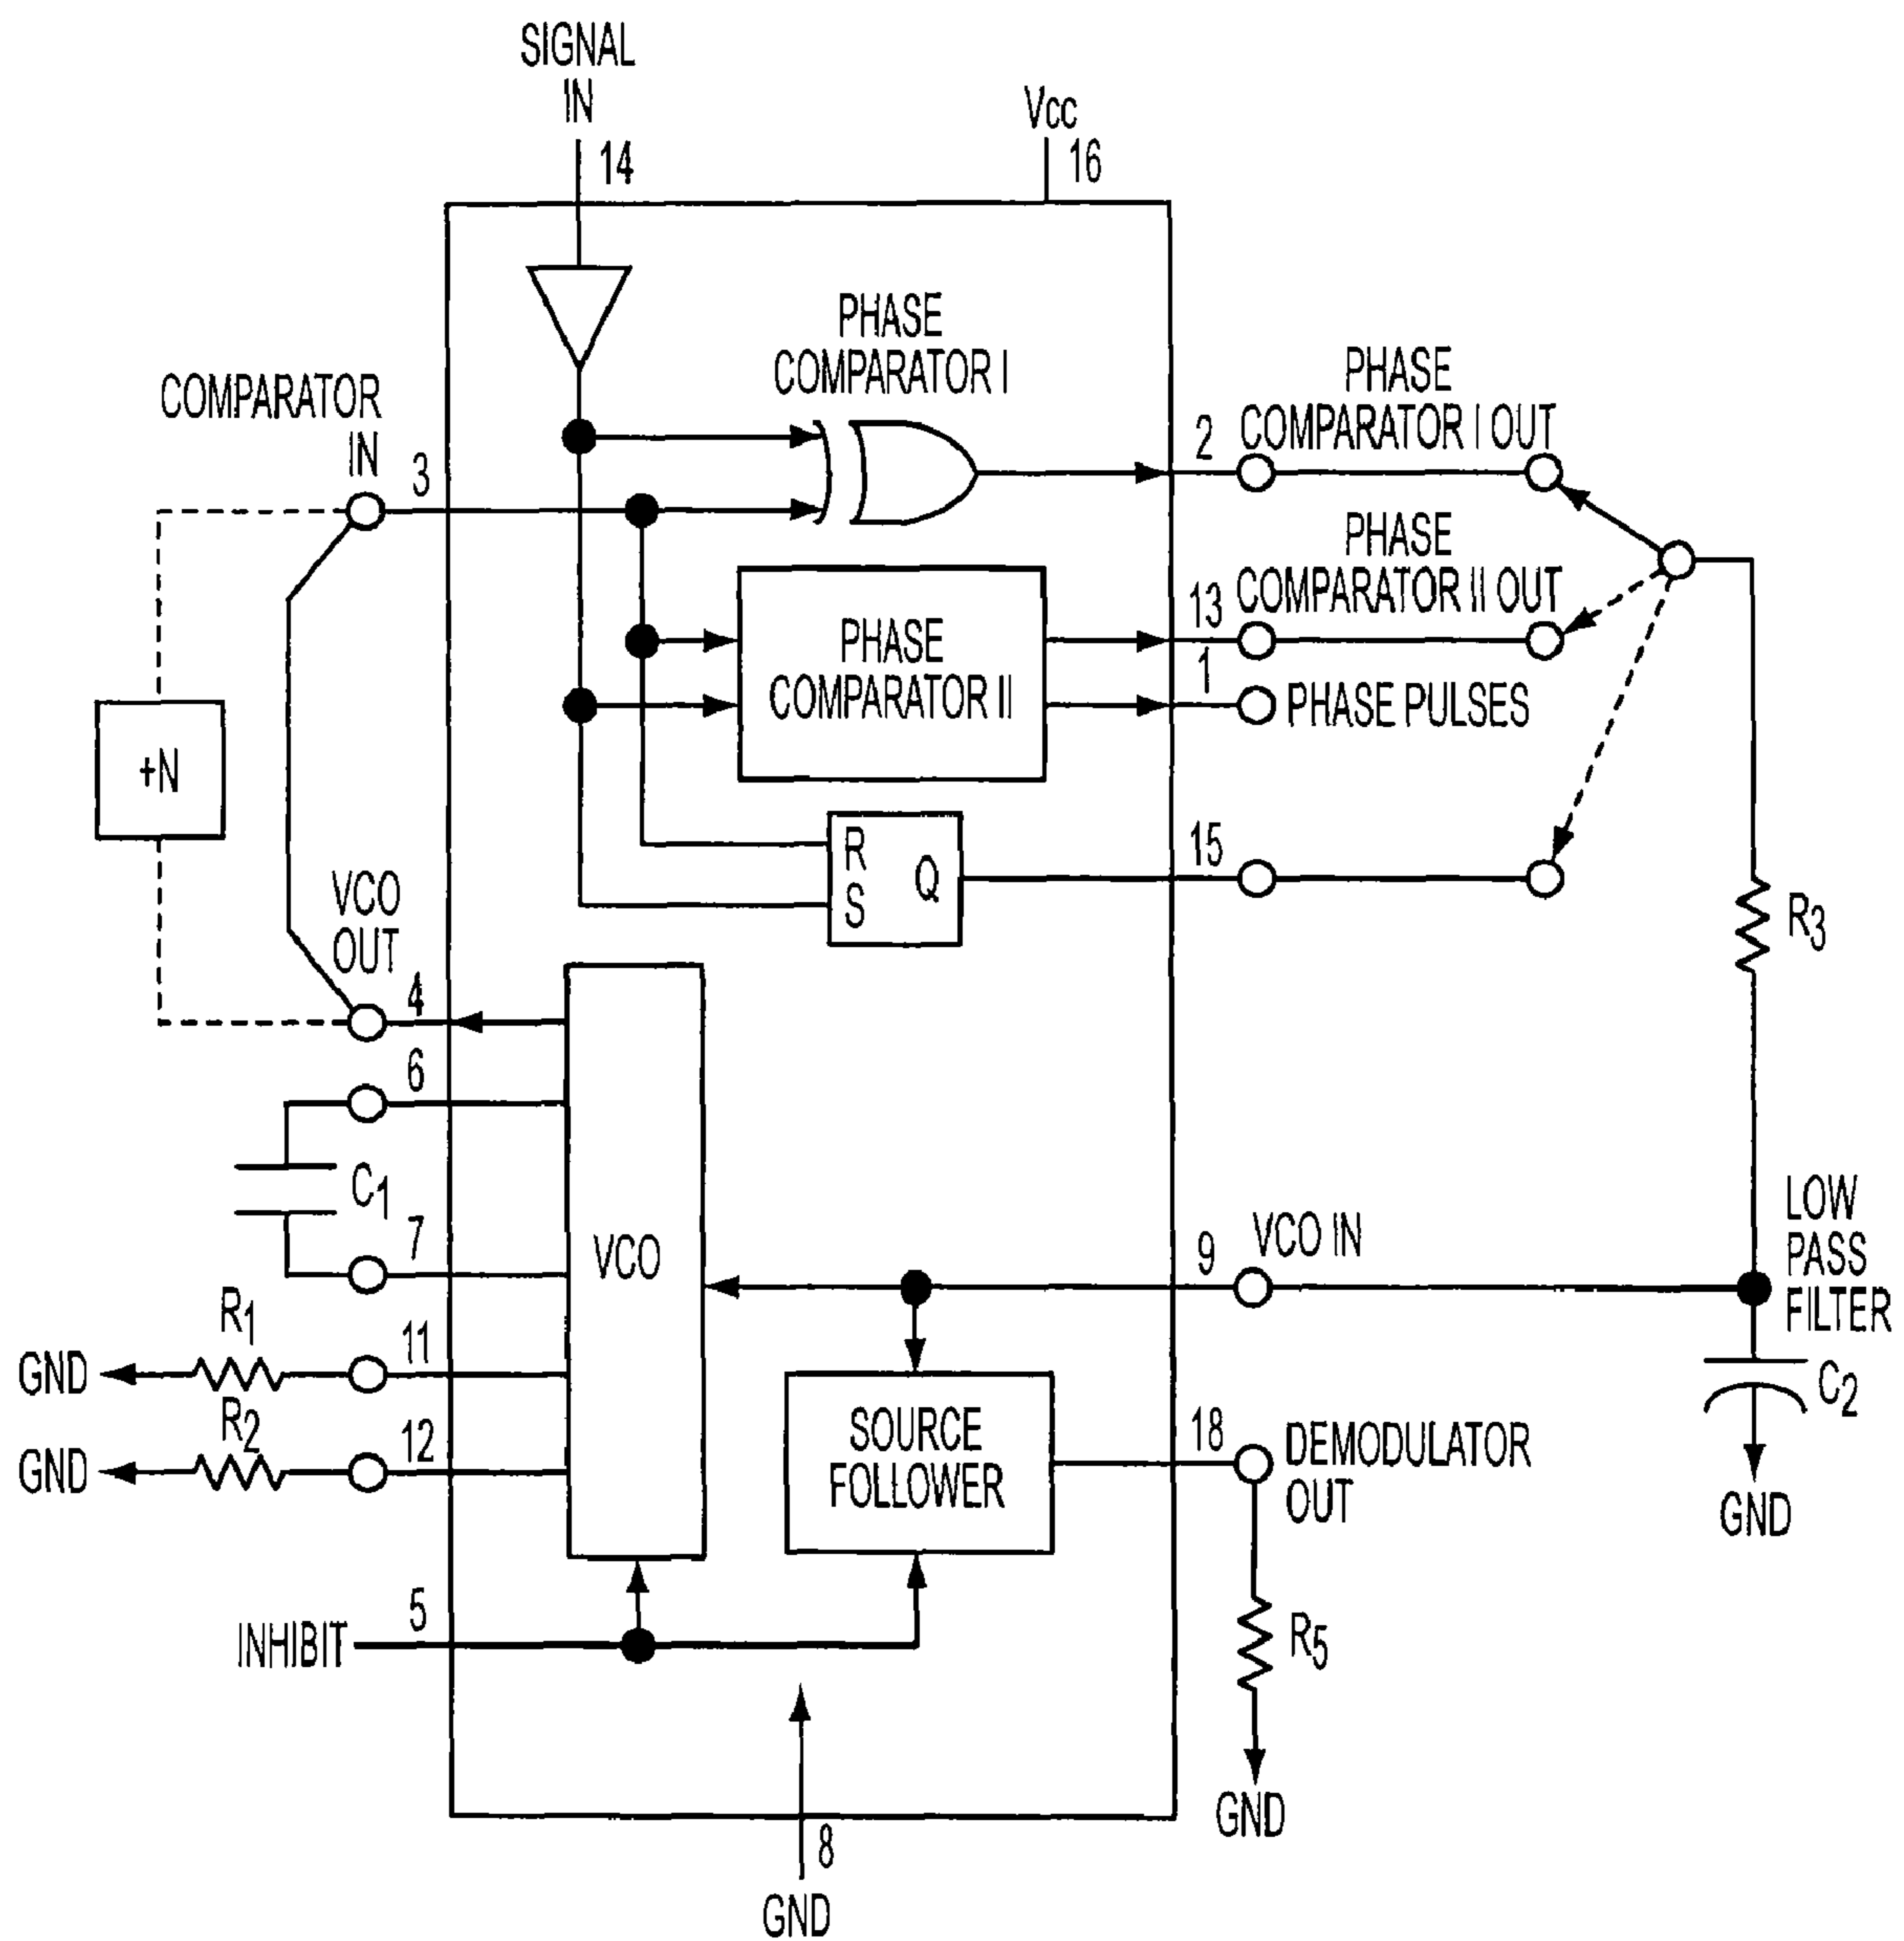 SIGNAL
IN
14
Vcc
16
PHASE
COMPARATOR I
COMPARATOR
IN
3
2
PHASE
COMPARATOR I OUT
PHASE
COMPARATOR II OUT
13
1
PHASE PULSES
PHASE
COMPARATOR II
+N
R
S
Q
15
R3
VCO
OUT
4
6
C1
7
VCO
9
VCO IN
LOW
PASS
FILTER
C2
GND
R1
11
GND
R2
12
GND
SOURCE
FOLLOWER
18
DEMODULATOR
OUT
R5
GND
INHIBIT
5
8
GND